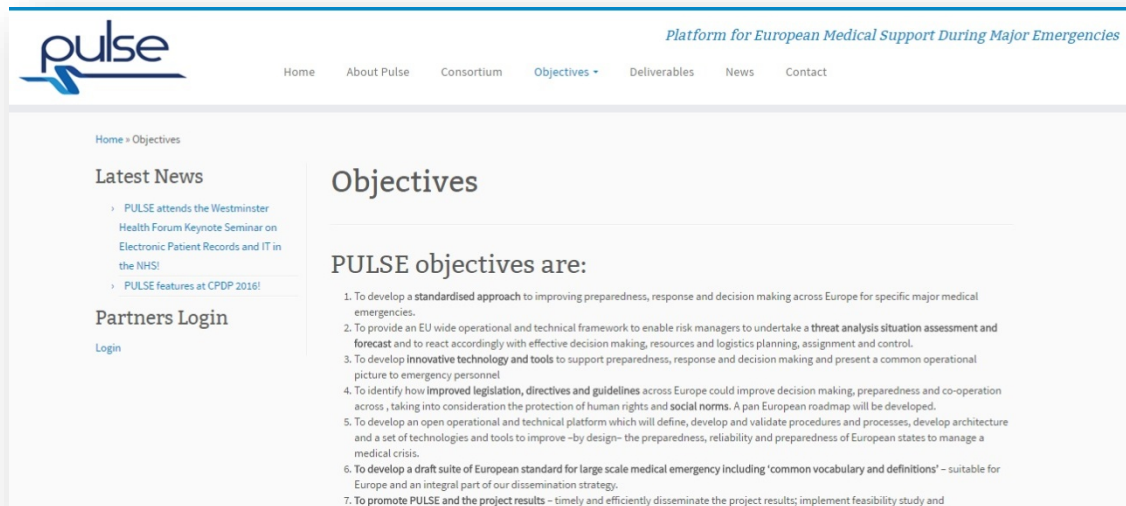 pulse
Platform for European Medical Support During Major Emergencies
Home About Pulse Consortium Objectives Deliverables News Contact
Home » Objectives
Latest News
› PULSE attends the Westminster
Health Forum Keynote Seminar on
Electronic Patient Records and IT in
the NHS!
› PULSE features at CPDP 2016!
Partners Login
Login
Objectives
PULSE objectives are:
1. To develop a standardised approach to improving preparedness, response and decision making across Europe for specific major medical
emergencies.
2. To provide an EU wide operational and technical framework to enable risk managers to undertake a threat analysis situation assessment and
forecast and to react accordingly with effective decision making, resources and logistics planning, assignment and control.
3. To develop innovative technology and tools to support preparedness, response and decision making and present a common operational
picture to emergency personnel
4. To identify how improved legislation, directives and guidelines across Europe could improve decision making, preparedness and co-operation
across , taking into consideration the protection of human rights and social norms. A pan European roadmap will be developed.
5. To develop an open operational and technical platform which will define, develop and validate procedures and processes, develop architecture
and a set of technologies and tools to improve –by design– the preparedness, reliability and preparedness of European states to manage a
medical crisis.
6. To develop a draft suite of European standard for large scale medical emergency including ‘common vocabulary and definitions’ – suitable for
Europe and an integral part of our dissemination strategy.
7. To promote PULSE and the project results – timely and efficiently disseminate the project results; implement feasibility study and